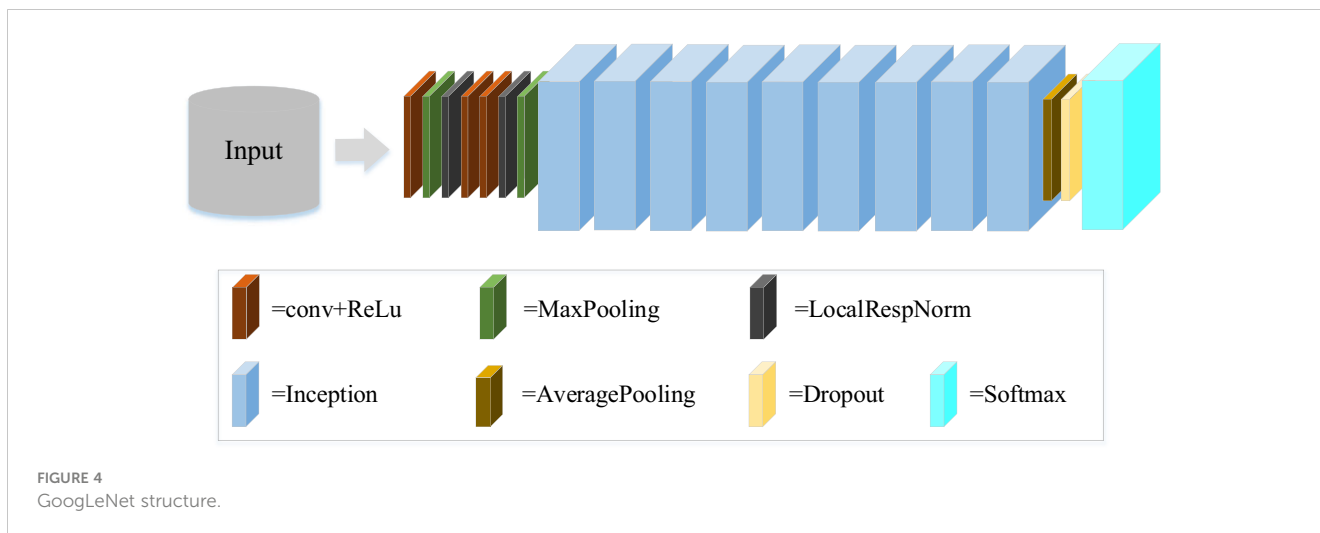 Input
=conv+ReLu
=MaxPooling
=LocalRespNorm
=Inception
=AveragePooling
=Dropout
=Softmax
FIGURE 4
GoogLeNet structure.